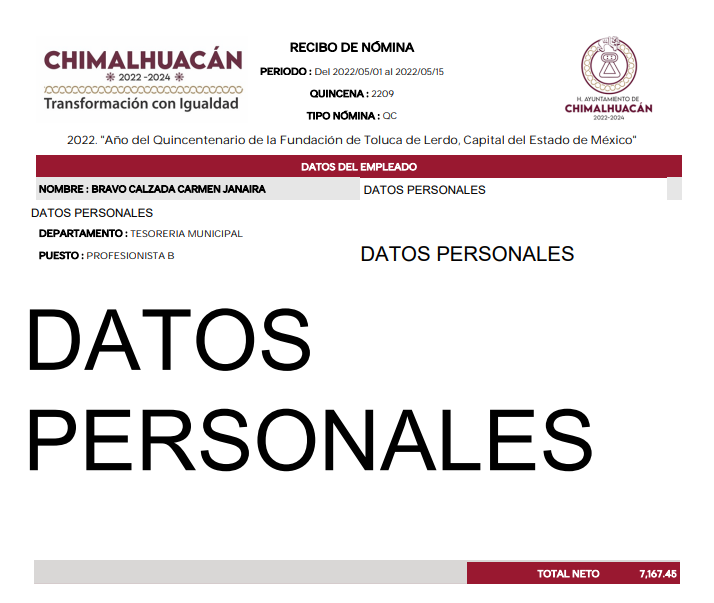 CHIMALHUACÁN
2022 -2024
Transformación con Igualdad
RECIBO DE NÓMINA
PERIODO : Del 2022/05/01 al 2022/05/15
QUINCENA : 2209
TIPO NÓMINA : QC
H. AYUNTAMIENTO DE
CHIMALHUACÁN
2022-2024
2022. "Año del Quincentenario de la Fundación de Toluca de Lerdo, Capital del Estado de México"
DATOS DEL EMPLEADO
NOMBRE : BRAVO CALZADA CARMEN JANAIRA DATOS PERSONALES
DATOS PERSONALES
DEPARTAMENTO : TESORERIA MUNICIPAL
PUESTO : PROFESIONISTA B DATOS PERSONALES
DATOS
PERSONALES
TOTAL NETO 7,167.45